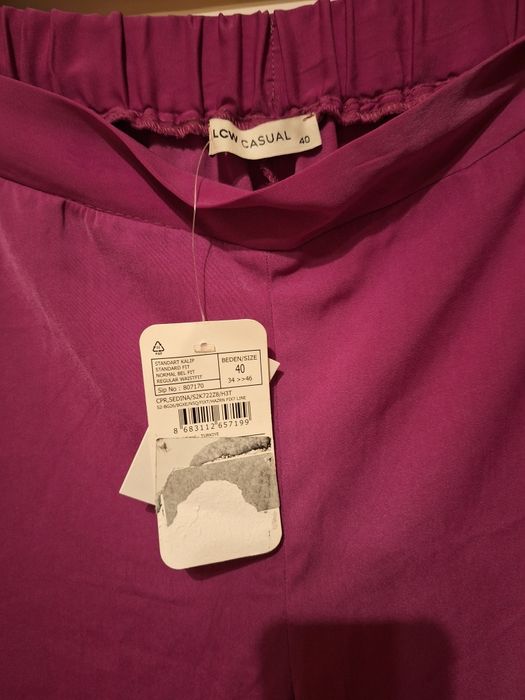 LCW CASUAL
40
STANDART KALIP
STANDARD FIT
NORMAL BEL FIT
REGULAR WAISTFIT
Sip No : 807170
BEDEN/SIZE
40
34 >>46
CPR,SEDINA/S2K722Z8/H3T
8 683112 657199
TURKIYE